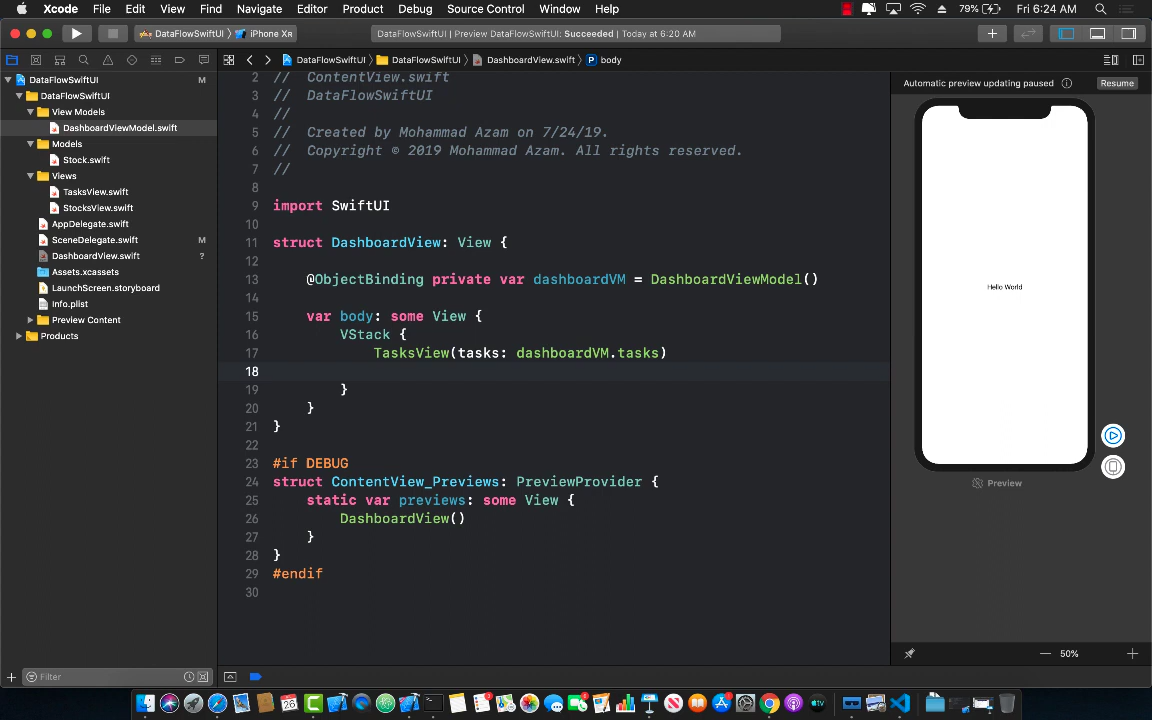 Xcode File Edit View Find Navigate Editor Product Debug Source Control Window Help 79% Fri 6:24 AM
DataFlowSwiftUI iPhone XR DataFlowSwiftUI | Preview DataFlowSwiftUI: Succeeded | Today at 6:20 AM
DataFlowSwiftUI DataFlowSwiftUI DashboardView.swift P body
DataFlowSwiftUI M
DataFlowSwiftUI
View Models
DashboardViewModel.swift
Models
Stock.swift
Views
TasksView.swift
StocksView.swift
AppDelegate.swift
SceneDelegate.swift M
DashboardView.swift ?
Assets.xcassets
LaunchScreen.storyboard
Info.plist
Preview Content
Products
Filter
2 // ContentView.swift
3 // DataFlowSwiftUI
4 //
5 // Created by Mohammad Azam on 7/24/19.
6 // Copyright © 2019 Mohammad Azam. All rights reserved.
7 //
8
9 import SwiftUI
10
11 struct DashboardView: View {
12
13 @ObjectBinding private var dashboardVM = DashboardViewModel()
14
15 var body: some View {
16 VStack {
17 TasksView(tasks: dashboardVM.tasks)
18
19 }
20 }
21 }
22
23 #if DEBUG
24 struct ContentView_Previews: PreviewProvider {
25 static var previews: some View {
26 DashboardView()
27 }
28 }
29 #endif
30
Automatic preview updating paused Resume
Hello World
Preview
50%